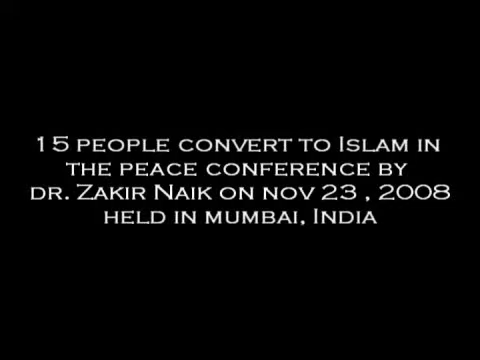 15 people convert to Islam in
the peace conference by
dr. Zakir Naik on nov 23 , 2008
held in mumbai, India